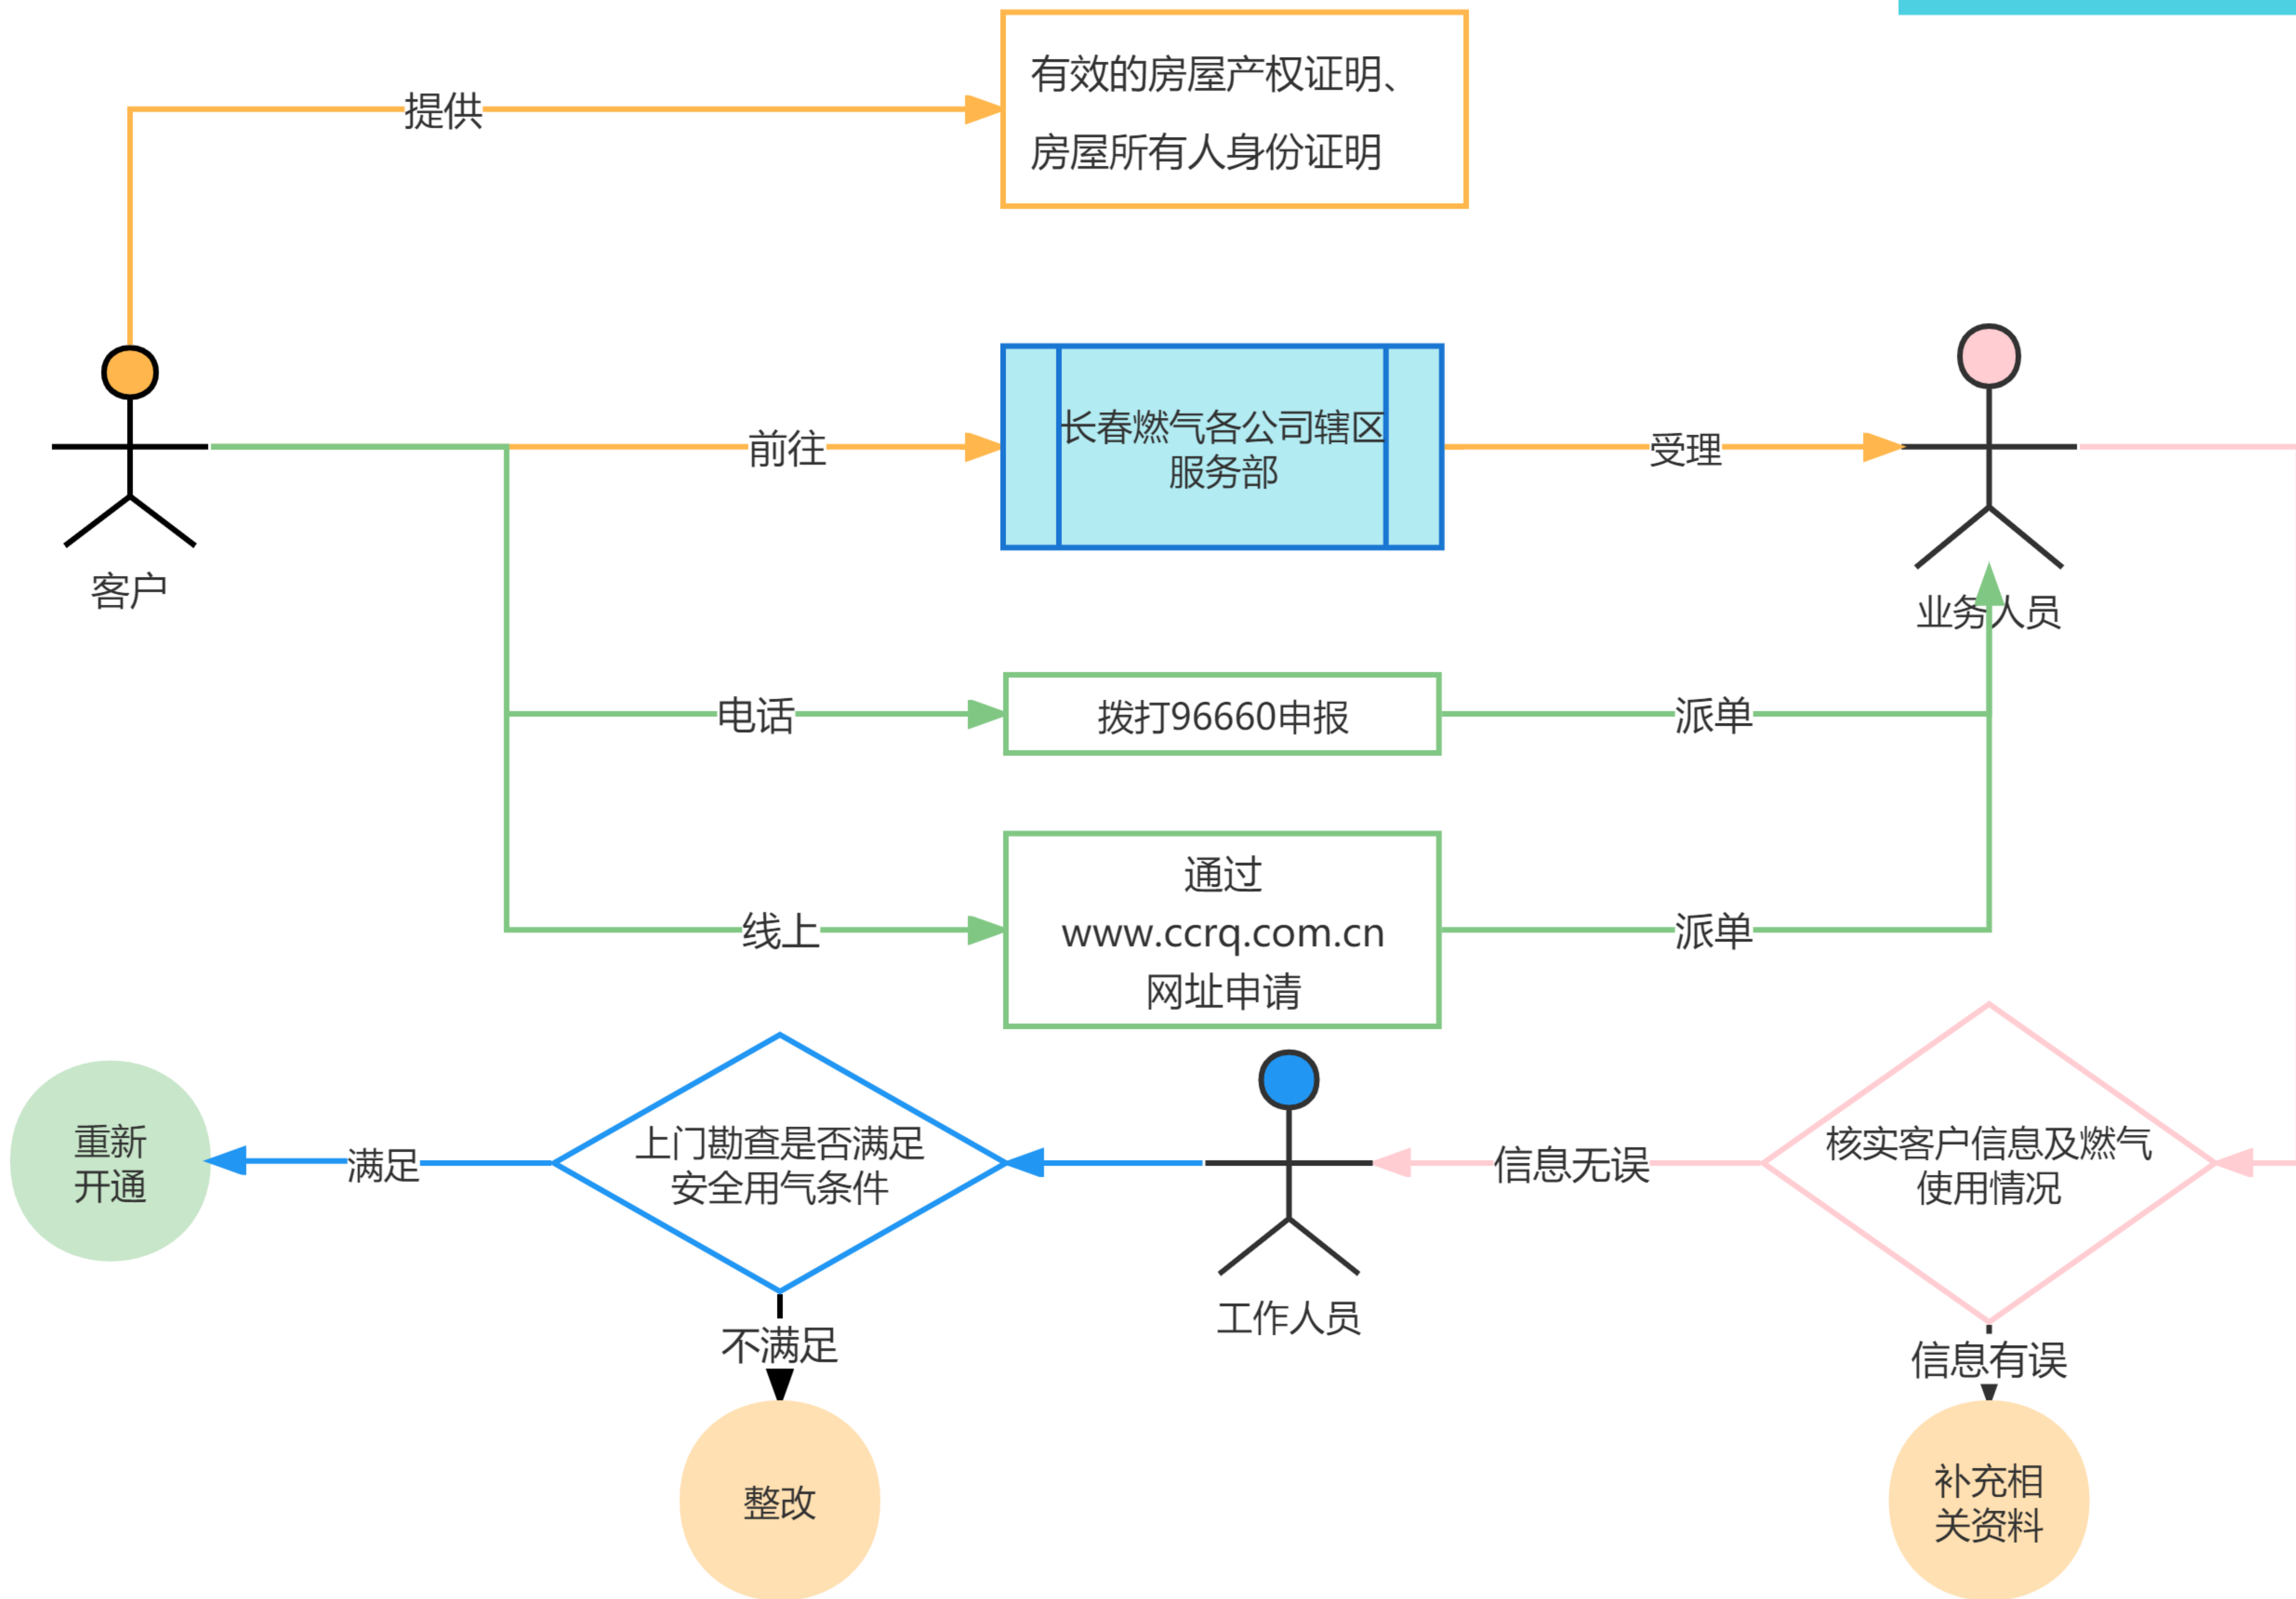 有效的房屋产权证明、
房屋所有人身份证明
提供
前往
长春燃气各公司辖区
服务部
受理
客户
业务人员
电话
拨打96660申报
派单
通过
www.ccrq.com.cn
网址申请
线上
派单
重新
开通
满足
上门勘查是否满足
安全用气条件
信息无误
核实客户信息及燃气
使用情况
工作人员
不满足
信息有误
整改
补充相
关资料